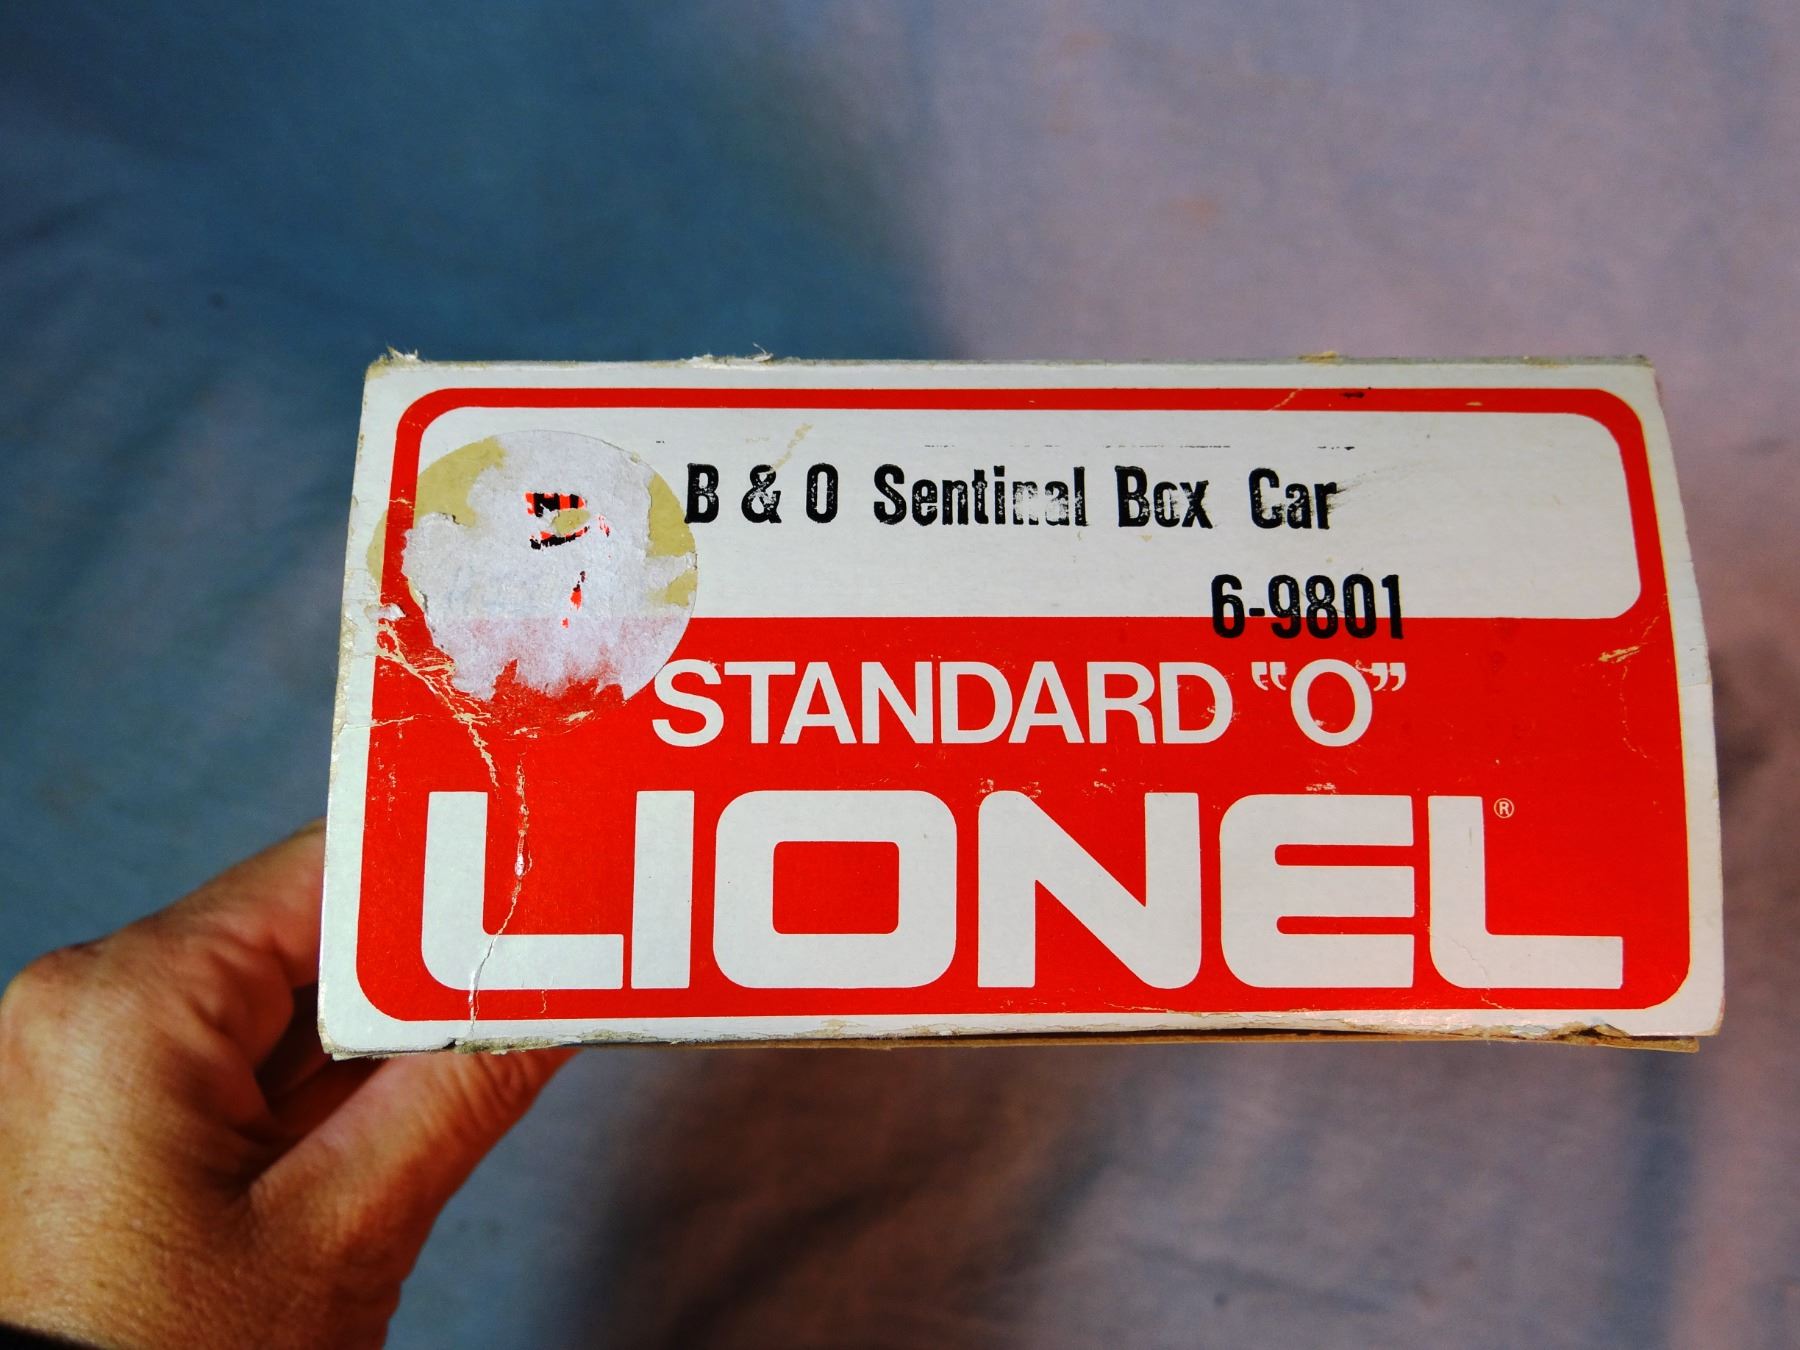 B & O Sentinal Box Car
6-9801
STANDARD "O"
LIONEL®